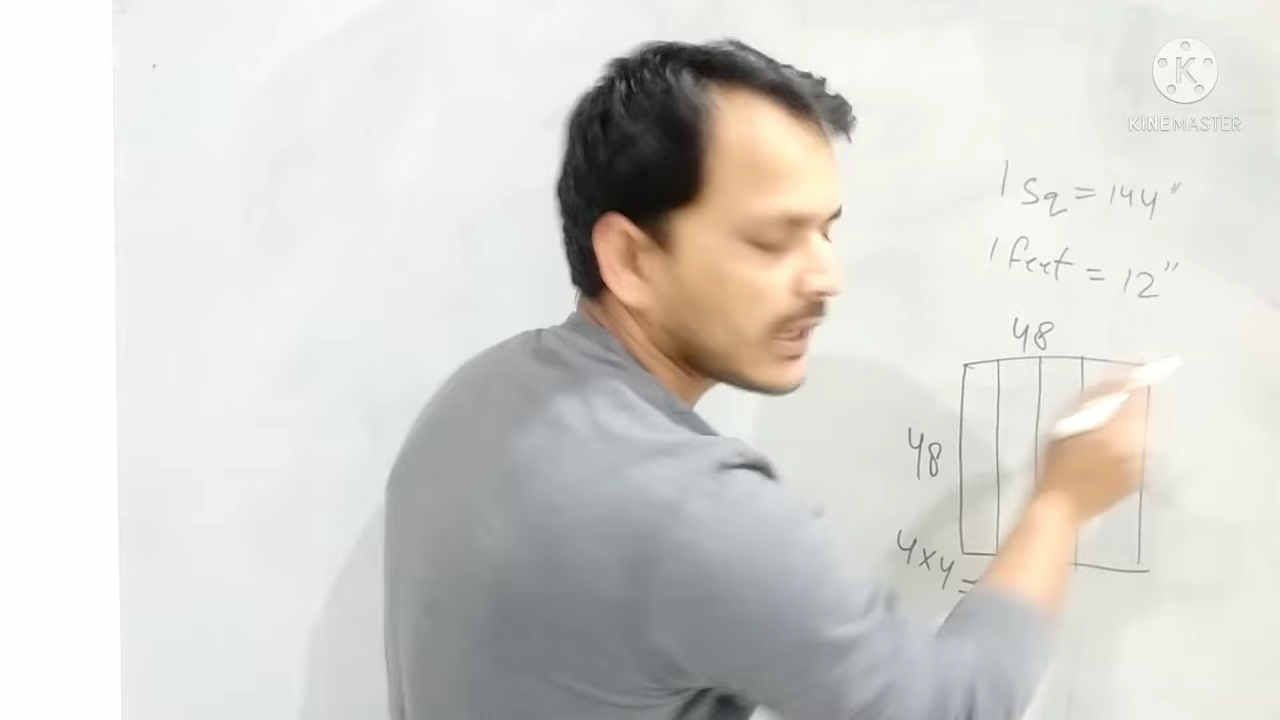 K
KINEMASTER
1 Sq = 144"
1 feet = 12"
48
48
4x4 =